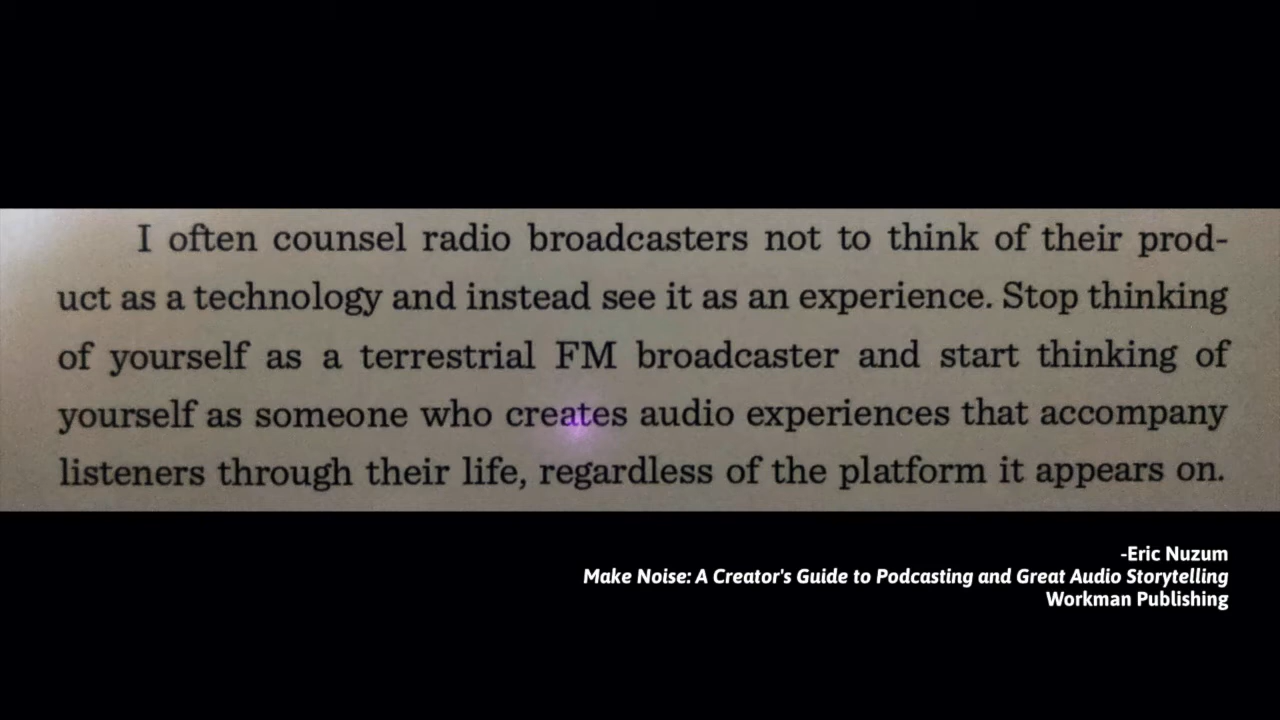 I often counsel radio broadcasters not to think of their prod-
uct as a technology and instead see it as an experience. Stop thinking
of yourself as a terrestrial FM broadcaster and start thinking of
yourself as someone who creates audio experiences that accompany
listeners through their life, regardless of the platform it appears on.
-Eric Nuzum
Make Noise: A Creator's Guide to Podcasting and Great Audio Storytelling
Workman Publishing